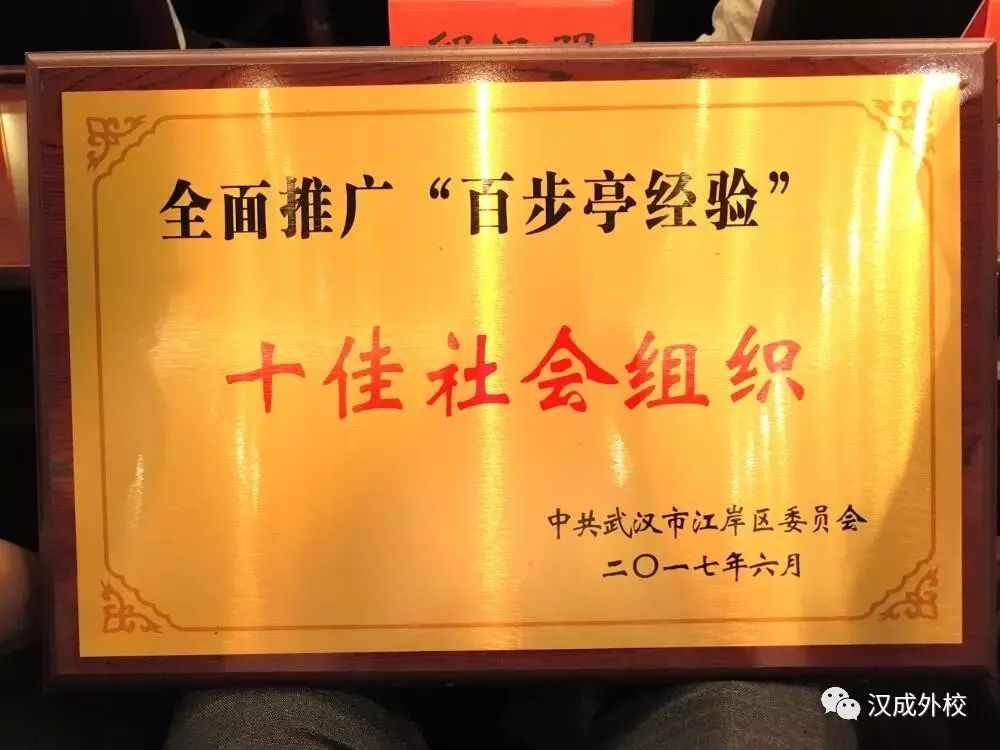 全面推广“百步亭经验”
十佳社会组织
中共武汉市江岸区委员会
二〇一七年六月
汉成外校